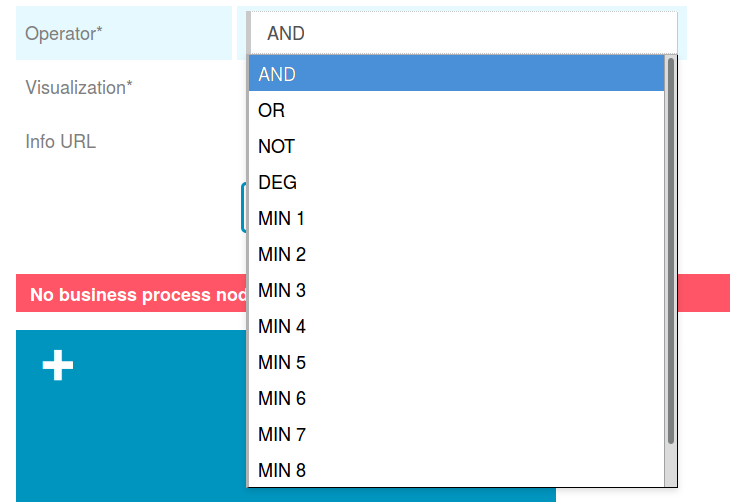 Operator*
AND
AND
OR
NOT
DEG
MIN 1
MIN 2
MIN 3
MIN 4
MIN 5
MIN 6
MIN 7
MIN 8
Visualization*
Info URL
No business process